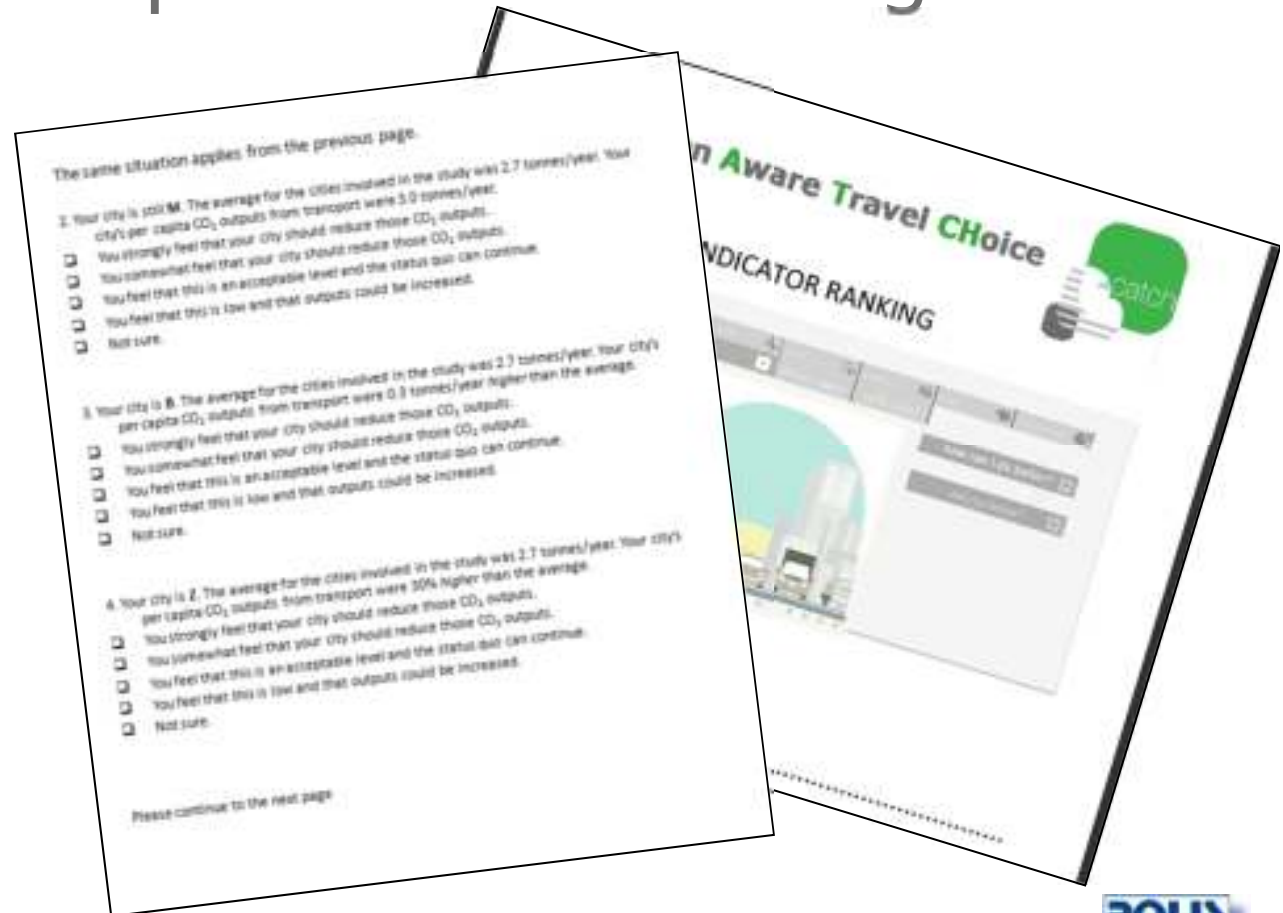 The same situation applies from the previous page.
2. Your city is still M. The average for the cities involved in the study was 2.7 tonnes/year. Your
city's per capita CO₂ outputs from transport were 3.0 tonnes/year.
❑ You strongly feel that your city should reduce those CO₂ outputs.
❑ You somewhat feel that your city should reduce those CO₂ outputs.
❑ You feel that this is an acceptable level and the status quo can continue.
❑ You feel that this is low and that outputs could be increased.
❑ Not sure.
3. Your city is B. The average for the cities involved in the study was 2.7 tonnes/year. Your city's
per capita CO₂ outputs from transport were 0.3 tonnes/year higher than the average.
❑ You strongly feel that your city should reduce those CO₂ outputs.
❑ You somewhat feel that your city should reduce those CO₂ outputs.
❑ You feel that this is an acceptable level and the status quo can continue.
❑ You feel that this is low and that outputs could be increased.
❑ Not sure.
4. Your city is Z. The average for the cities involved in the study was 2.7 tonnes/year. Your city's
per capita CO₂ outputs from transport were 30% higher than the average.
❑ You strongly feel that your city should reduce those CO₂ outputs.
❑ You somewhat feel that your city should reduce those CO₂ outputs.
❑ You feel that this is an acceptable level and the status quo can continue.
❑ You feel that this is low and that outputs could be increased.
❑ Not sure.
Please continue to the next page
n Aware Travel CHoice
catch
NDICATOR RANKING